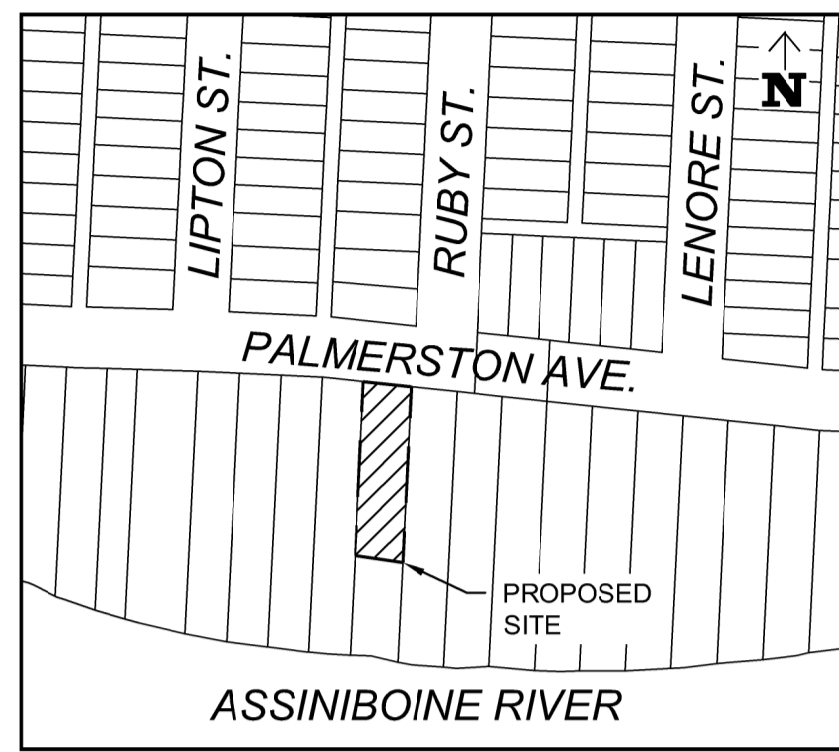 LIPTON ST.
RUBY ST.
LENORE ST.
N
PALMERSTON AVE.
PROPOSED
SITE
ASSINIBOINE RIVER